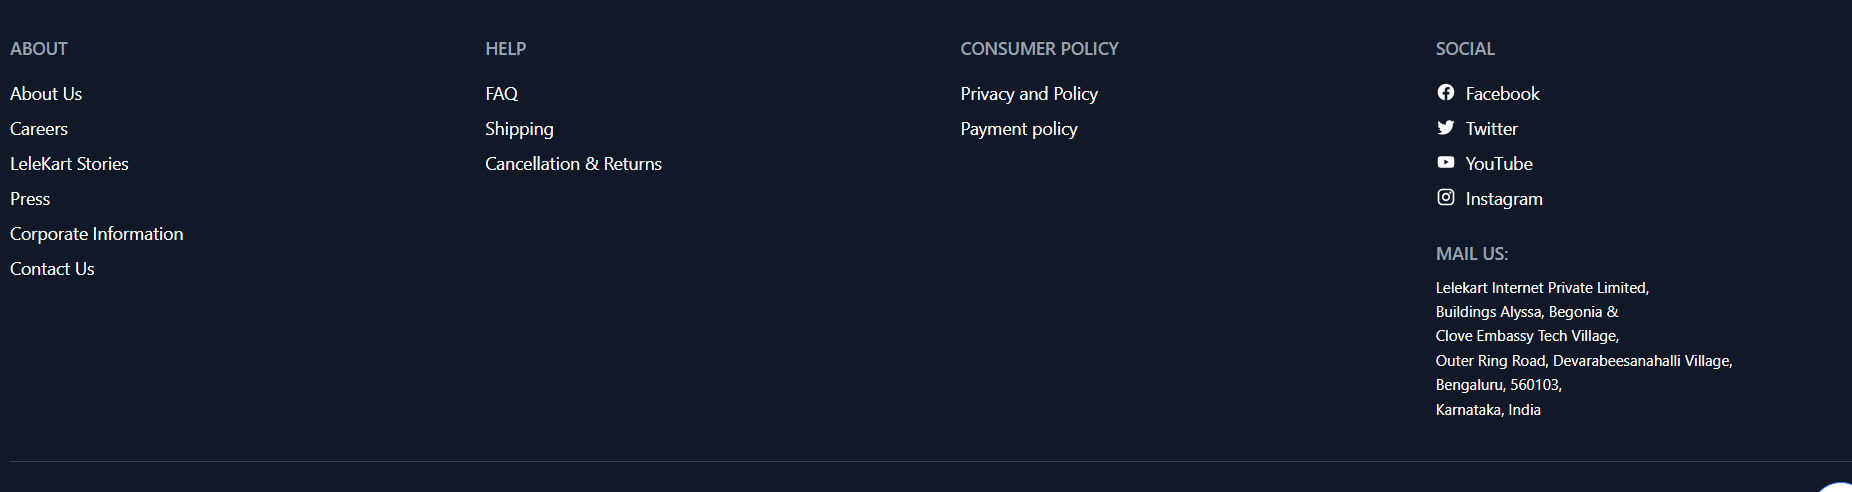 ABOUT
About Us
Careers
LeleKart Stories
Press
Corporate Information
Contact Us
HELP
FAQ
Shipping
Cancellation & Returns
CONSUMER POLICY
Privacy and Policy
Payment policy
SOCIAL
Facebook
Twitter
YouTube
Instagram
MAIL US:
Lelekart Internet Private Limited,
Buildings Alyssa, Begonia &
Clove Embassy Tech Village,
Outer Ring Road, Devarabeesanahalli Village,
Bengaluru, 560103,
Karnataka, India